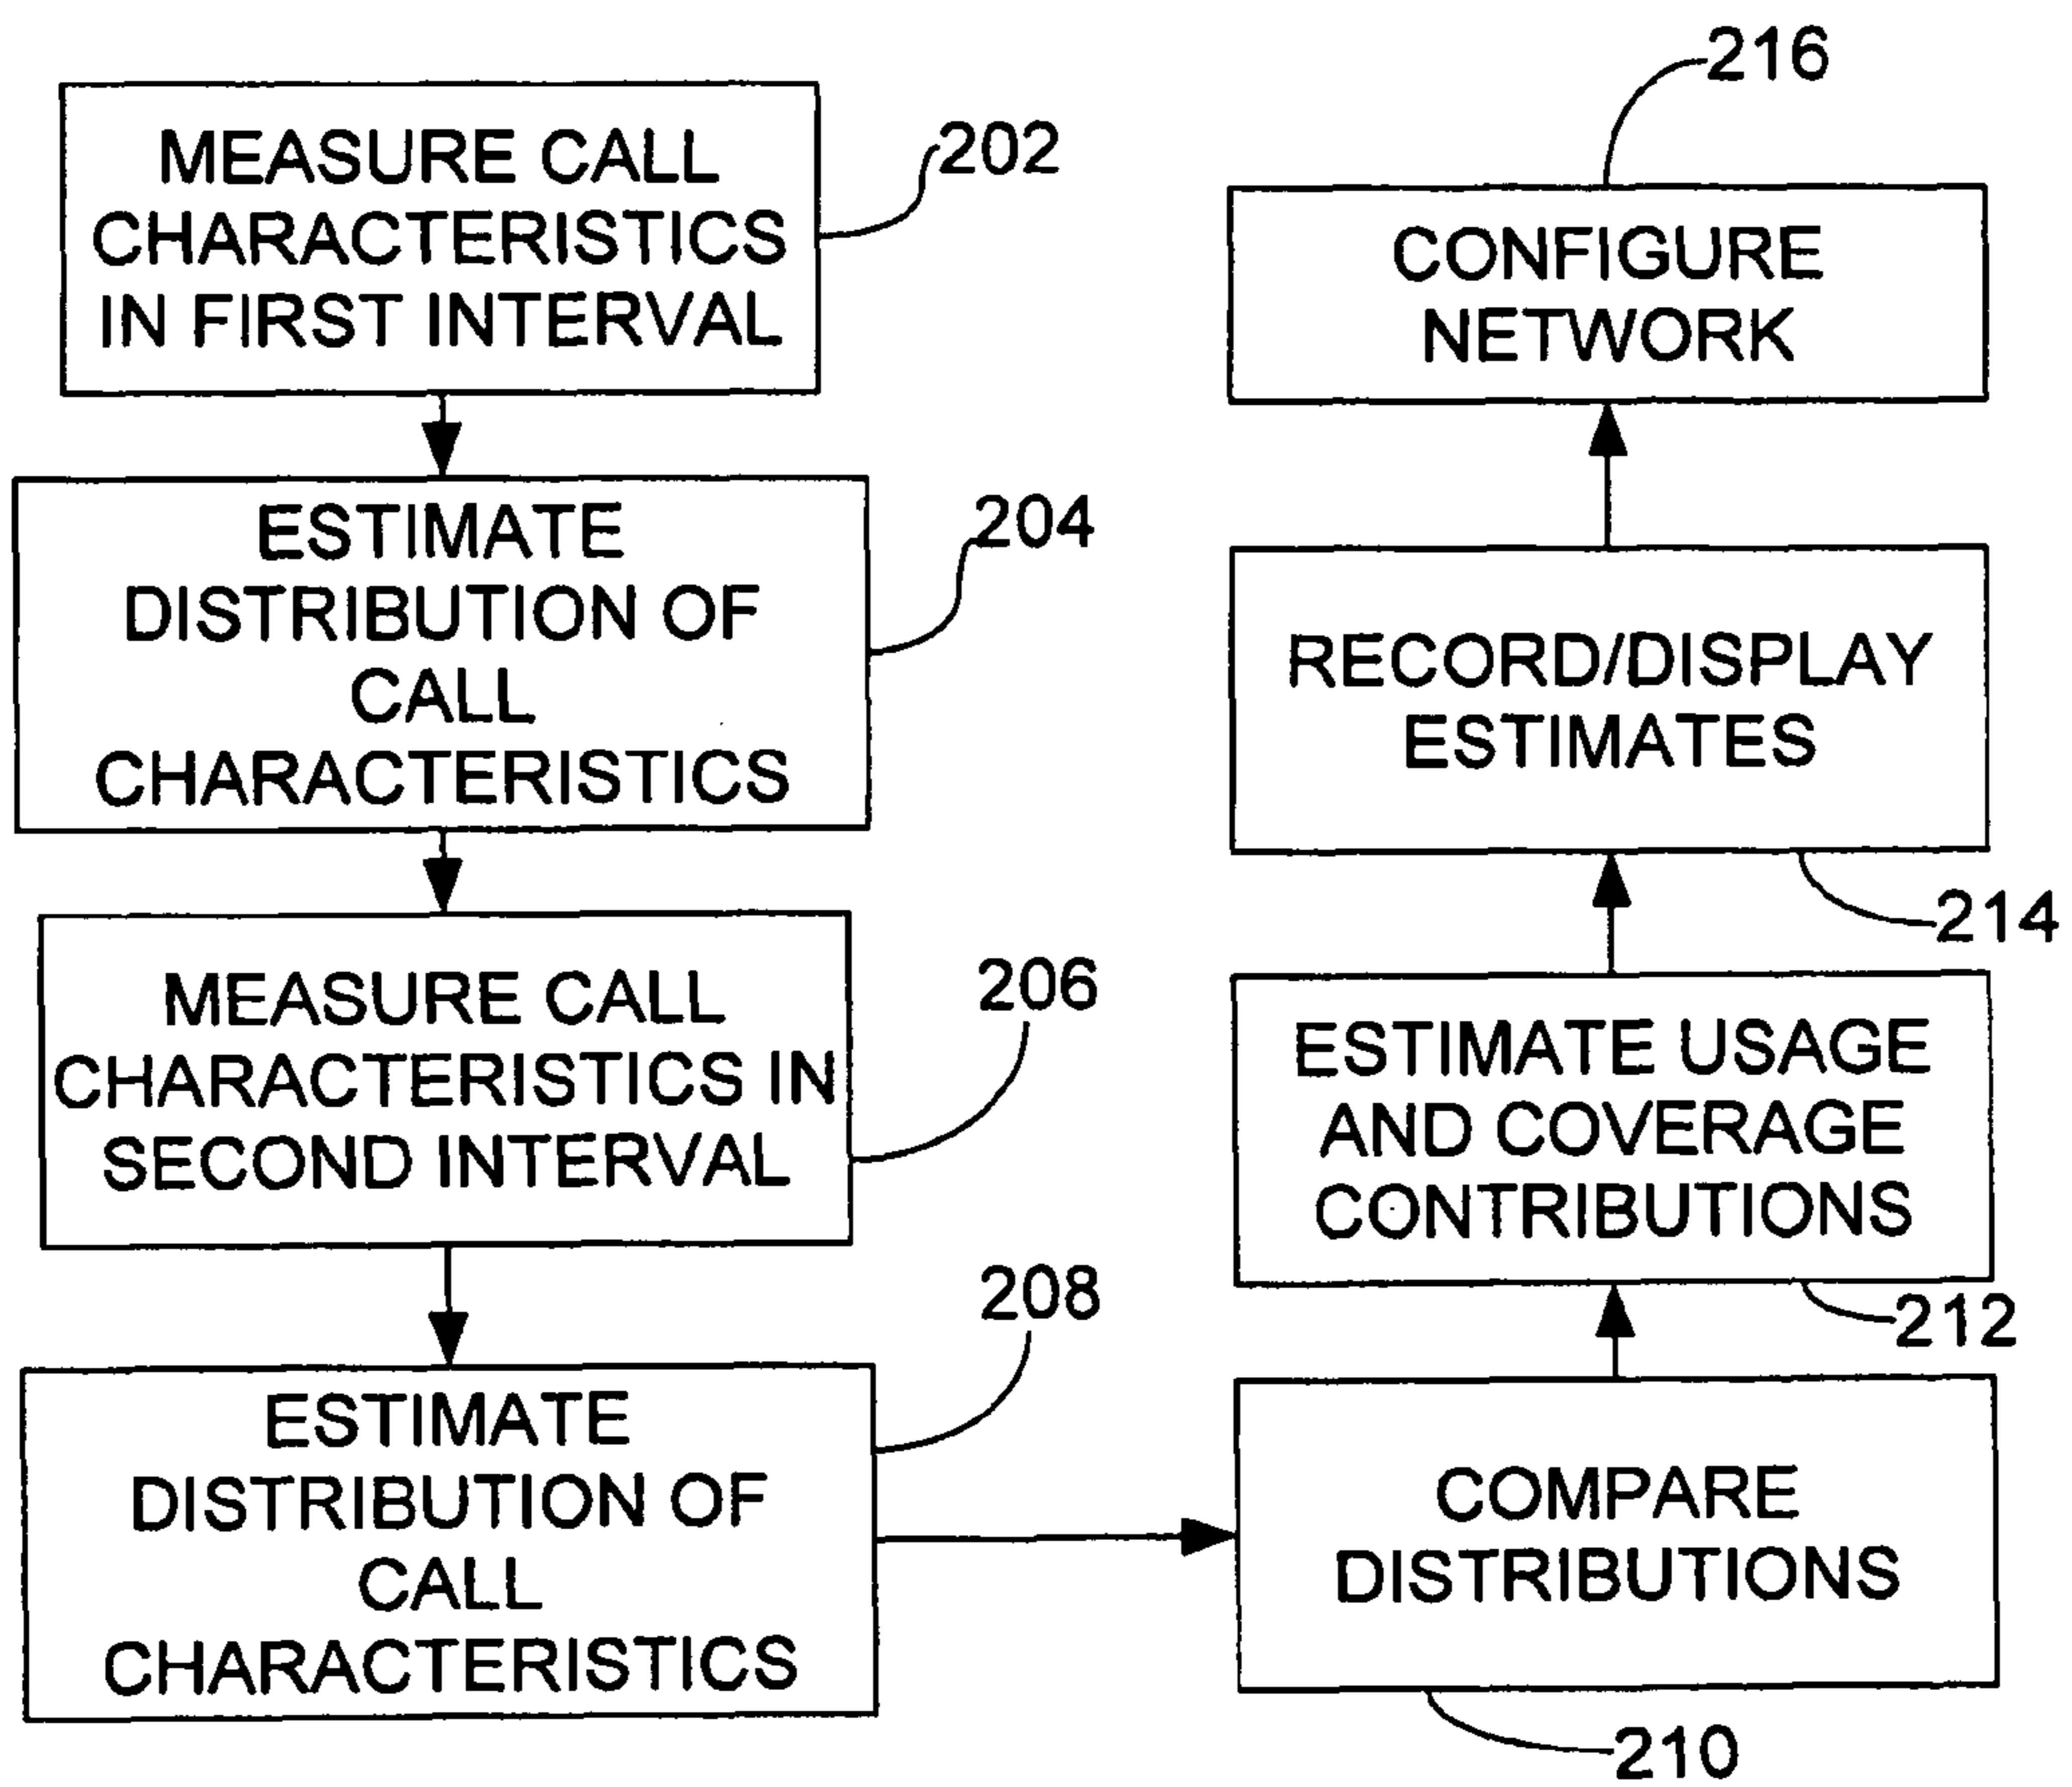 MEASURE CALL
CHARACTERISTICS
IN FIRST INTERVAL
202
ESTIMATE
DISTRIBUTION OF
CALL
CHARACTERISTICS
204
MEASURE CALL
CHARACTERISTICS IN
SECOND INTERVAL
206
ESTIMATE
DISTRIBUTION OF
CALL
CHARACTERISTICS
208
COMPARE
DISTRIBUTIONS
210
ESTIMATE USAGE
AND COVERAGE
CONTRIBUTIONS
212
RECORD/DISPLAY
ESTIMATES
214
CONFIGURE
NETWORK
216